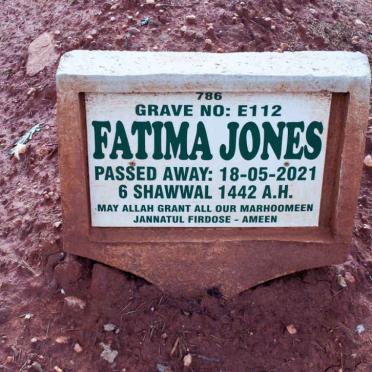 786
GRAVE NO: E112
FATIMA JONES
PASSED AWAY: 18-05-2021
6 SHAWWAL 1442 A.H.
MAY ALLAH GRANT ALL OUR MARHOOMEEN
JANNATUL FIRDOSE - AMEEN